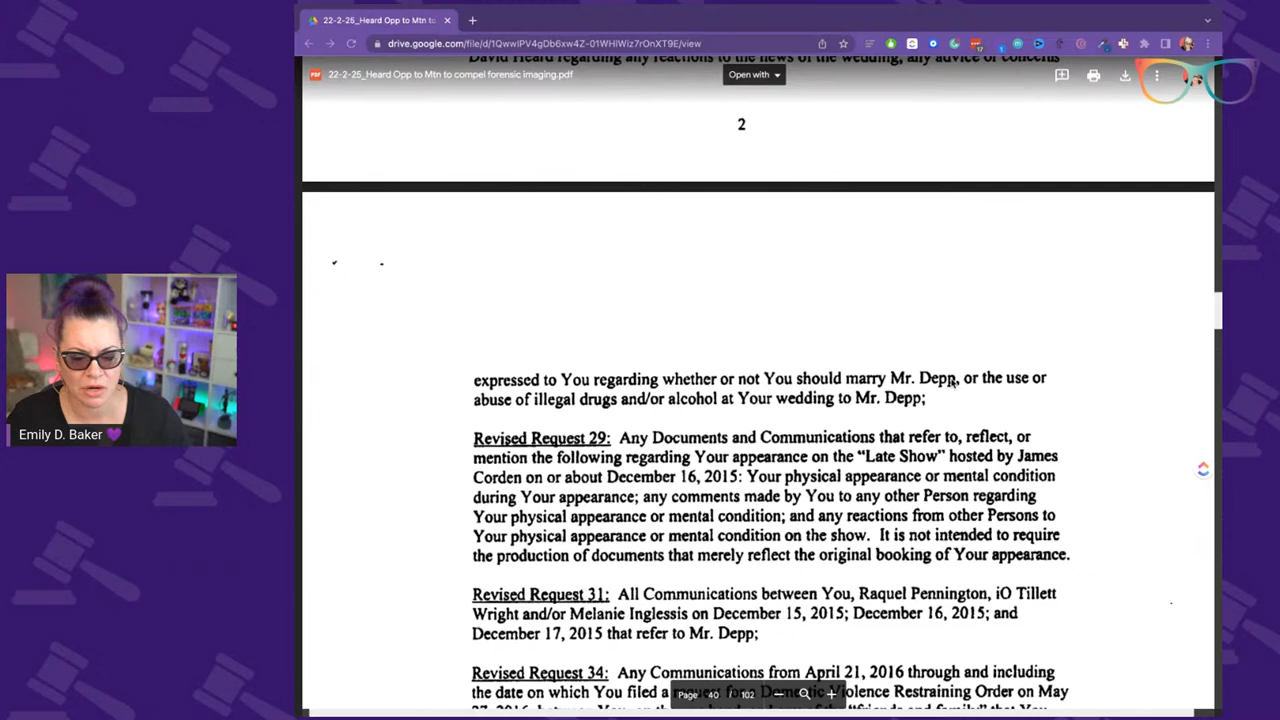 22-2-25_Heard Opp to Mtn to
drive.google.com/file/d/1QwwIPV4gDb6xw4Z-01WHlWiz7rOnXT9E/view
David Heard regarding any reactions to the news of the wedding, any advice or concerns
PDF 22-2-25_Heard Opp to Mtn to compel forensic imaging.pdf
Open with
2
expressed to You regarding whether or not You should marry Mr. Depp, or the use or
abuse of illegal drugs and/or alcohol at Your wedding to Mr. Depp;
Revised Request 29: Any Documents and Communications that refer to, reflect, or
mention the following regarding Your appearance on the “Late Show” hosted by James
Corden on or about December 16, 2015: Your physical appearance or mental condition
during Your appearance; any comments made by You to any other Person regarding
Your physical appearance or mental condition; and any reactions from other Persons to
Your physical appearance or mental condition on the show. It is not intended to require
the production of documents that merely reflect the original booking of Your appearance.
Revised Request 31: All Communications between You, Raquel Pennington, iO Tillett
Wright and/or Melanie Inglessis on December 15, 2015; December 16, 2015; and
December 17, 2015 that refer to Mr. Depp;
Revised Request 34: Any Communications from April 21, 2016 through and including
the date on which You filed a request for a Domestic Violence Restraining Order on May
Page 40 / 102
Emily D. Baker 💜